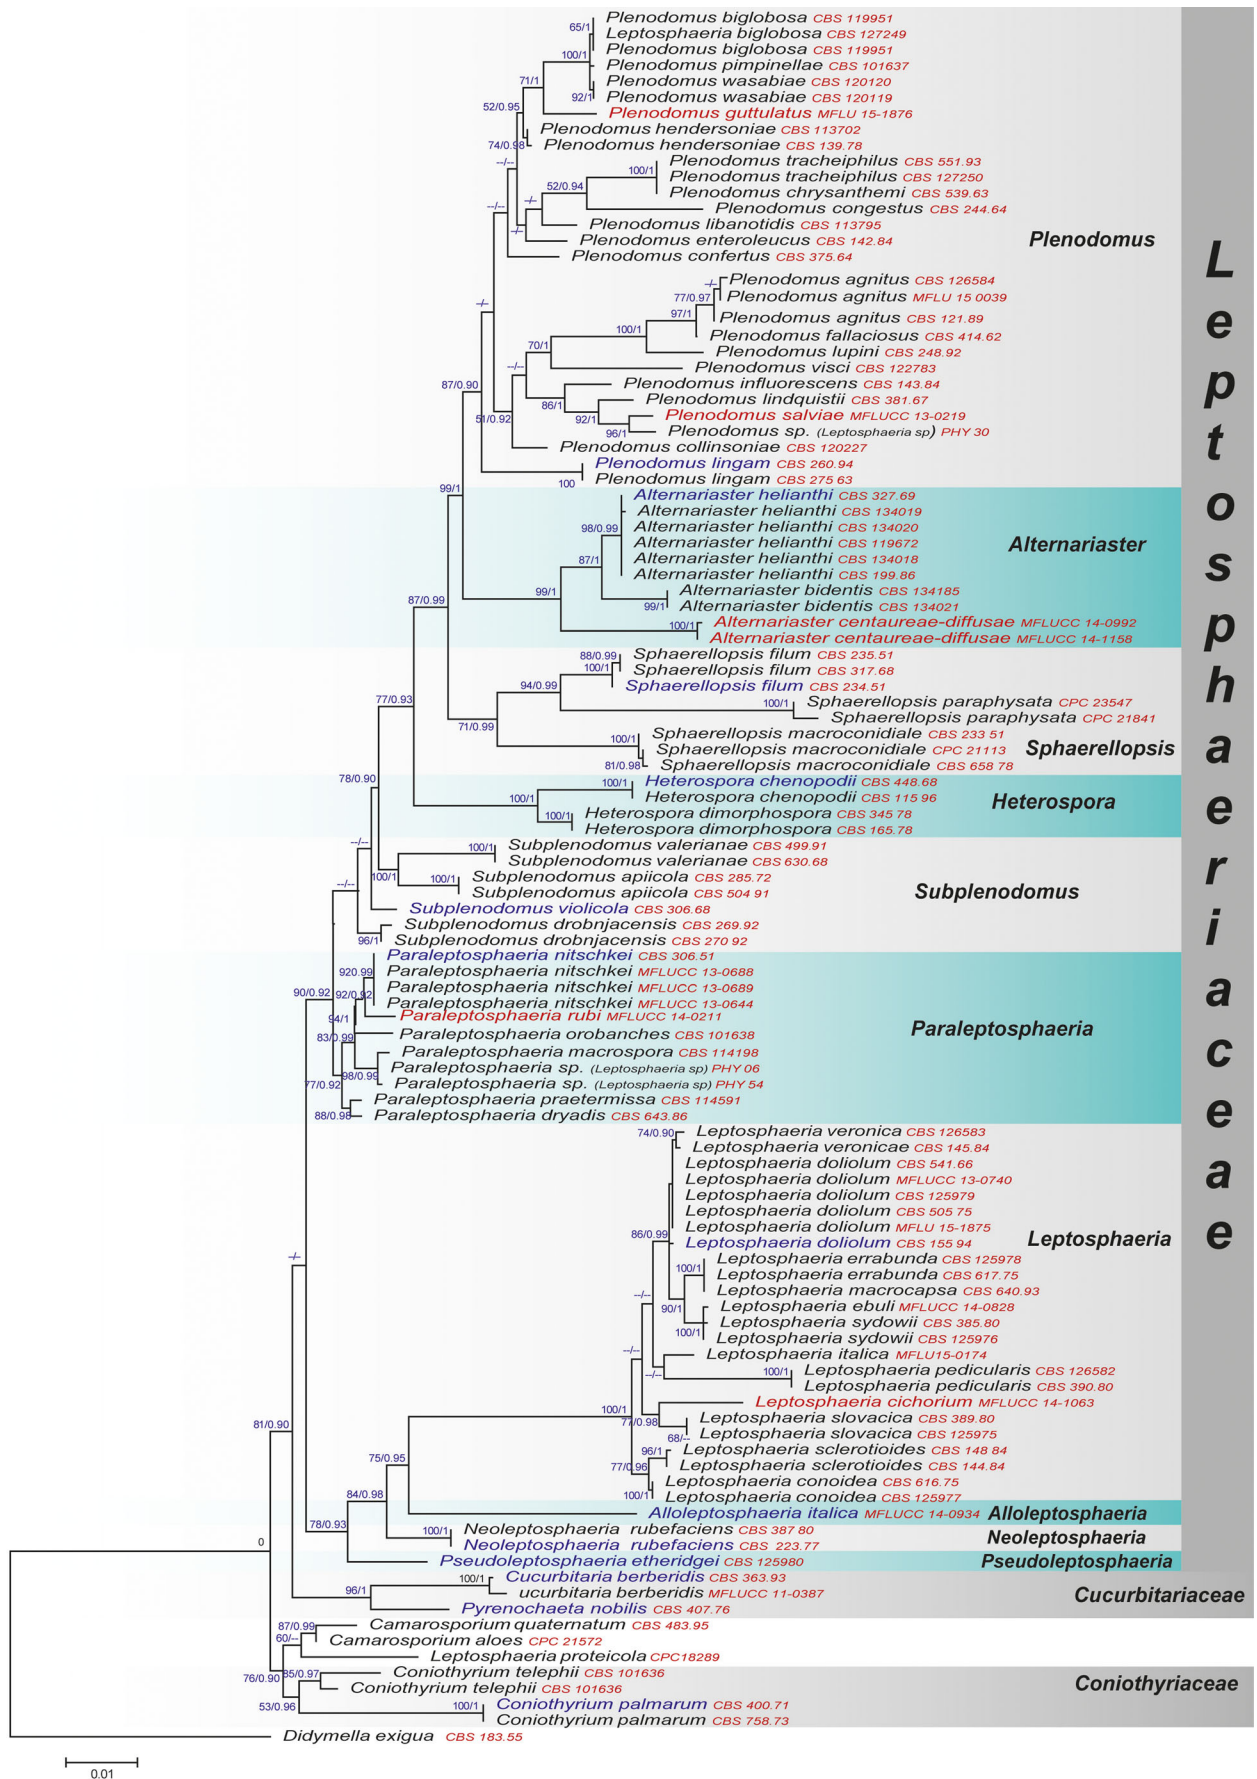 Plenodomus biglobosa CBS 119951
65/1
Leptosphaeria biglobosa CBS 127249
Plenodomus biglobosa CBS 119951
100/1
Plenodomus pimpinellae CBS 101637
71/1
Plenodomus wasabiae CBS 120120
92/1
Plenodomus wasabiae CBS 120119
52/0.95
Plenodomus guttulatus MFLU 15-1876
Plenodomus hendersoniae CBS 113702
74/0.98
Plenodomus hendersoniae CBS 139.78
--/--
Plenodomus tracheiphilus CBS 551.93
100/1
Plenodomus tracheiphilus CBS 127250
52/0.94
Plenodomus chrysanthemi CBS 539.63
-/-
--/--
Plenodomus congestus CBS 244.64
Plenodomus libanotidis CBS 113795
-/-
Plenodomus enteroleucus CBS 142.84
Plenodomus
Plenodomus confertus CBS 375.64
Plenodomus agnitus CBS 126584
-/-
77/0.97
Plenodomus agnitus MFLU 15 0039
-/-
97/1
Plenodomus agnitus CBS 121.89
100/1
Plenodomus fallaciosus CBS 414.62
70/1
Plenodomus lupini CBS 248.92
--/--
Plenodomus visci CBS 122783
87/0.90
Plenodomus influorescens CBS 143.84
86/1
Plenodomus lindquistii CBS 381.67
51/0.92
92/1
Plenodomus salviae MFLUCC 13-0219
96/1
Plenodomus sp. (Leptosphaeria sp) PHY 30
Plenodomus collinsoniae CBS 120227
Plenodomus lingam CBS 260.94
100
Plenodomus lingam CBS 275 63
99/1
Alternariaster helianthi CBS 327.69
Alternariaster helianthi CBS 134019
98/0.99
Alternariaster helianthi CBS 134020
Alternariaster helianthi CBS 119672
Alternariaster
87/1
Alternariaster helianthi CBS 134018
Alternariaster helianthi CBS 199.86
99/1
Alternariaster bidentis CBS 134185
87/0.99
99/1
Alternariaster bidentis CBS 134021
100/1
Alternariaster centaureae-diffusae MFLUCC 14-0992
Alternariaster centaureae-diffusae MFLUCC 14-1158
88/0.99
Sphaerellopsis filum CBS 235.51
100/1
Sphaerellopsis filum CBS 317.68
94/0.99
Sphaerellopsis filum CBS 234.51
77/0.93
100/1
Sphaerellopsis paraphysata CPC 23547
71/0.99
Sphaerellopsis paraphysata CPC 21841
100/1
Sphaerellopsis macroconidiale CBS 233 51
Sphaerellopsis macroconidiale CPC 21113
Sphaerellopsis
81/0.98
Sphaerellopsis macroconidiale CBS 658 78
78/0.90
100/1
Heterospora chenopodii CBS 448.68
100/1
Heterospora chenopodii CBS 115 96
Heterospora
100/1
Heterospora dimorphospora CBS 345 78
Heterospora dimorphospora CBS 165.78
--/--
100/1
Subplenodomus valerianae CBS 499.91
Subplenodomus valerianae CBS 630.68
100/1
100/1
Subplenodomus apiicola CBS 285.72
--/--
Subplenodomus apiicola CBS 504 91
Subplenodomus
Subplenodomus violicola CBS 306.68
Subplenodomus drobnjacensis CBS 269.92
96/1
Subplenodomus drobnjacensis CBS 270 92
Paraleptosphaeria nitschkei CBS 306.51
920.99
Paraleptosphaeria nitschkei MFLUCC 13-0688
90/0.92
92/0.92
Paraleptosphaeria nitschkei MFLUCC 13-0689
Paraleptosphaeria nitschkei MFLUCC 13-0644
94/1
Paraleptosphaeria rubi MFLUCC 14-0211
83/0.99
Paraleptosphaeria orobanches CBS 101638
Paraleptosphaeria
Paraleptosphaeria macrospora CBS 114198
98/0.99
Paraleptosphaeria sp. (Leptosphaeria sp) PHY 06
77/0.92
Paraleptosphaeria sp. (Leptosphaeria sp) PHY 54
Paraleptosphaeria praetermissa CBS 114591
88/0.98
Paraleptosphaeria dryadis CBS 643.86
74/0.90
Leptosphaeria veronica CBS 126583
Leptosphaeria veronicae CBS 145.84
Leptosphaeria doliolum CBS 541.66
Leptosphaeria doliolum MFLUCC 13-0740
Leptosphaeria doliolum CBS 125979
Leptosphaeria doliolum CBS 505 75
Leptosphaeria doliolum MFLU 15-1875
86/0.99
Leptosphaeria doliolum CBS 155 94
Leptosphaeria
-/-
Leptosphaeria errabunda CBS 125978
100/1
Leptosphaeria errabunda CBS 617.75
Leptosphaeria macrocapsa CBS 640.93
--/--
90/1
Leptosphaeria ebuli MFLUCC 14-0828
Leptosphaeria sydowii CBS 385.80
100/1
Leptosphaeria sydowii CBS 125976
--/--
Leptosphaeria italica MFLU15-0174
--/--
100/1
Leptosphaeria pedicularis CBS 126582
Leptosphaeria pedicularis CBS 390.80
100/1
Leptosphaeria cichorium MFLUCC 14-1063
77/0.98
Leptosphaeria slovacica CBS 389.80
81/0.90
68/--
Leptosphaeria slovacica CBS 125975
96/1
Leptosphaeria sclerotioides CBS 148 84
75/0.95
77/0.96
Leptosphaeria sclerotioides CBS 144.84
Leptosphaeria conoidea CBS 616.75
84/0.98
100/1
Leptosphaeria conoidea CBS 125977
Alloleptosphaeria italica MFLUCC 14-0934
Alloleptosphaeria
78/0.93
100/1
Neoleptosphaeria rubefaciens CBS 387 80
Neoleptosphaeria
0
Neoleptosphaeria rubefaciens CBS 223.77
Pseudoleptosphaeria etheridgei CBS 125980
Pseudoleptosphaeria
Leptosphaeriaceae
100/1
Cucurbitaria berberidis CBS 363.93
96/1
ucurbitaria berberidis MFLUCC 11-0387
Cucurbitariaceae
Pyrenochaeta nobilis CBS 407.76
87/0.99
Camarosporium quaternatum CBS 483.95
60/--
Camarosporium aloes CPC 21572
Leptosphaeria proteicola CPC18289
76/0.90
85/0.97
Coniothyrium telephii CBS 101636
Coniothyrium telephii CBS 101636
Coniothyriaceae
53/0.96
100/1
Coniothyrium palmarum CBS 400.71
Coniothyrium palmarum CBS 758.73
Didymella exigua CBS 183.55
0.01